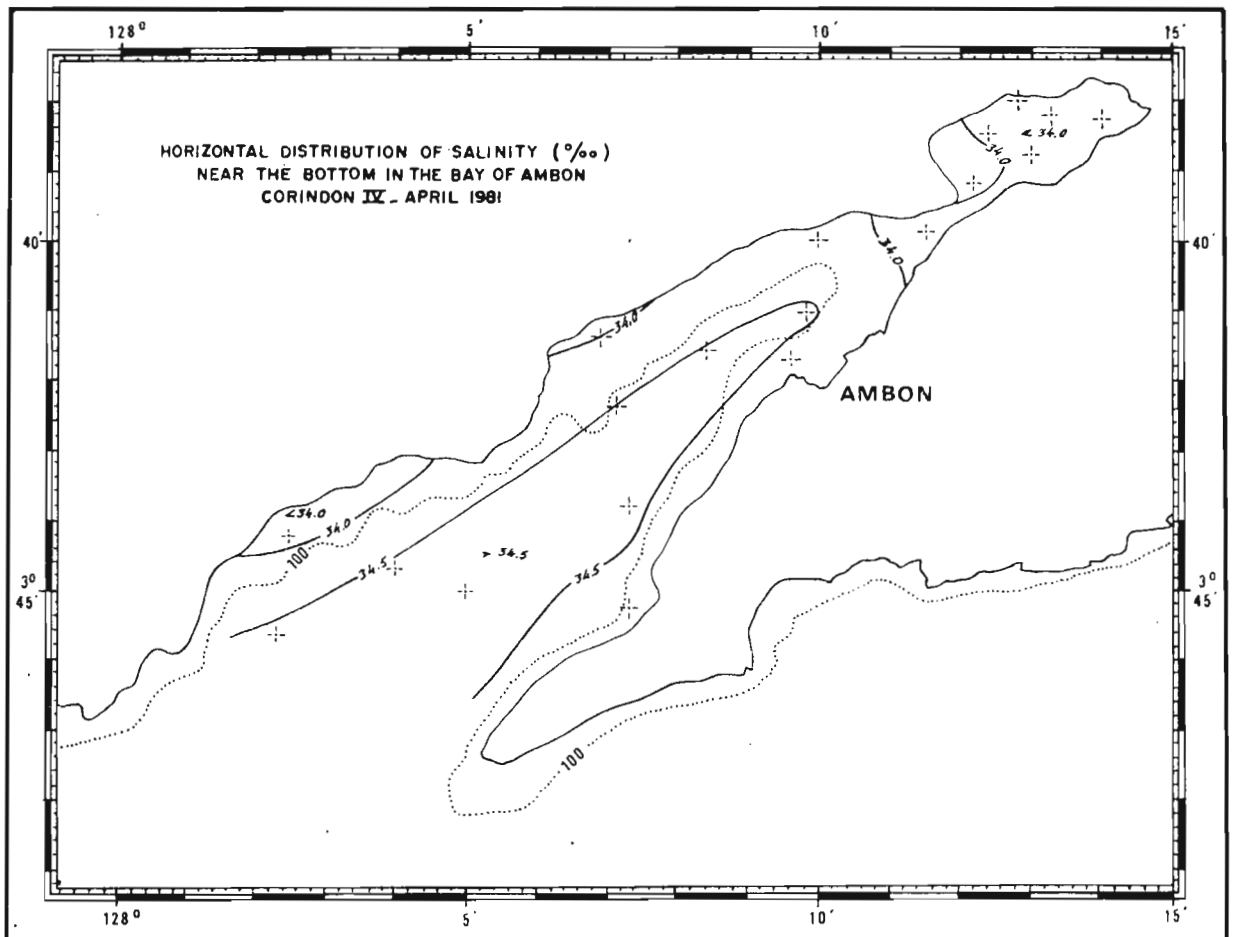 128° 5' 10' 15'
HORIZONTAL DISTRIBUTION OF SALINITY (°/oo)
NEAR THE BOTTOM IN THE BAY OF AMBON
CORINDON IV_ APRIL 1981
< 34.0
34.0
40' 40'
34.0
34.0
AMBON
<34.0
34.0
100
34.5
> 34.5
34.5
3° 3°
45' 45'
100
128° 5' 10' 15'